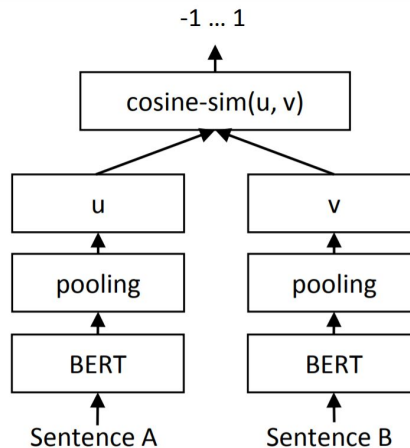 -1 ... 1
cosine-sim(u, v)
u v
pooling pooling
BERT BERT
Sentence A Sentence B